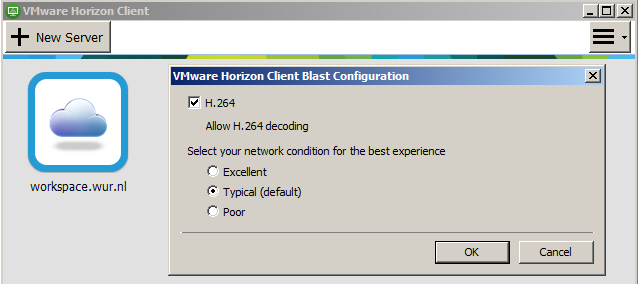 VMware Horizon Client
New Server
workspace.wur.nl
VMware Horizon Client Blast Configuration
H.264
Allow H.264 decoding
Select your network condition for the best experience
Excellent
Typical (default)
Poor
OK
Cancel